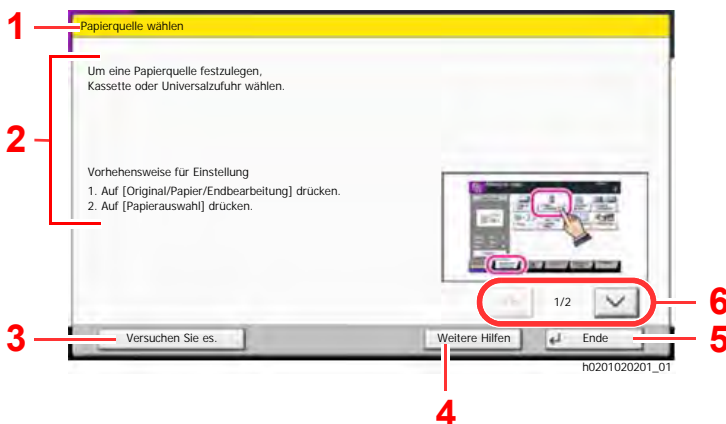 1
Papierquelle wählen
2
Um eine Papierquelle festzulegen,
Kassette oder Universalzufuhr wählen.
Vorhehensweise für Einstellung
1. Auf [Original/Papier/Endbearbeitung] drücken.
2. Auf [Papierauswahl] drücken.
1/2
6
3
Versuchen Sie es.
Weitere Hilfen
Ende
5
h0201020201_01
4